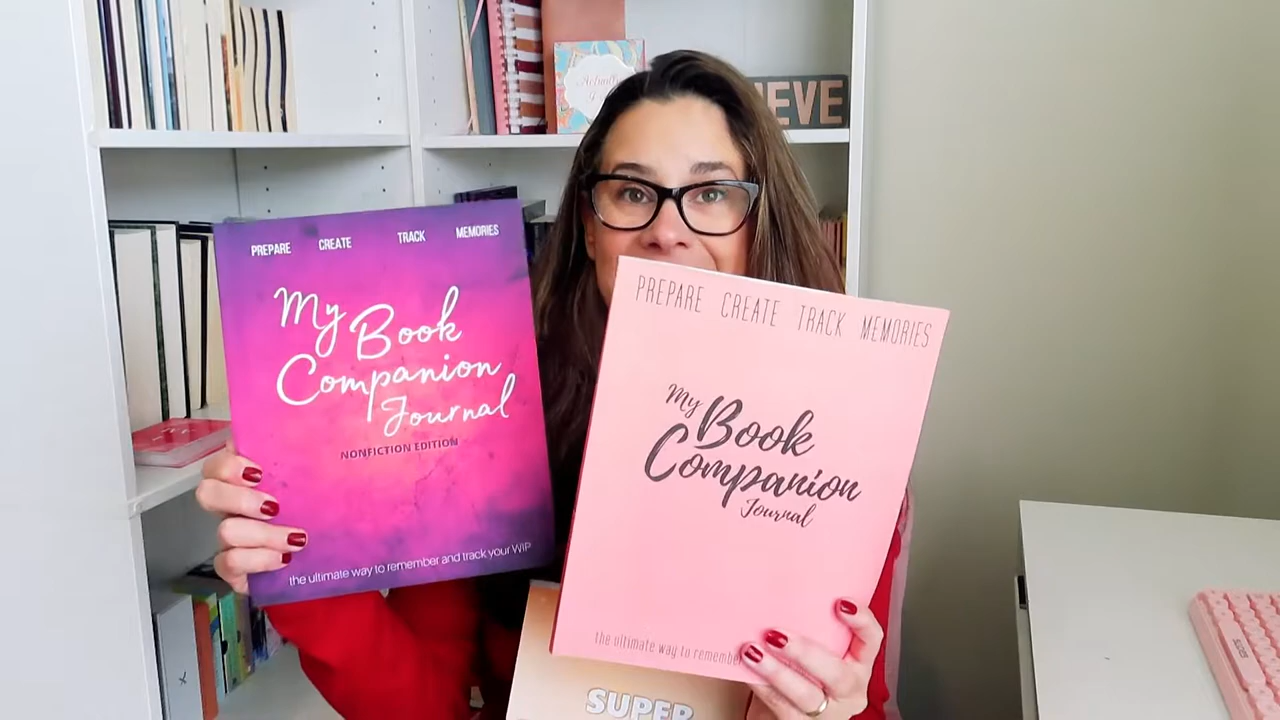 IEVE
PREPARE CREATE TRACK MEMORIES
My Book
Companion
Journal
NONFICTION EDITION
the ultimate way to remember and track your WIP
PREPARE CREATE TRACK MEMORIES
My Book
Companion
Journal
the ultimate way to remember
SUPER